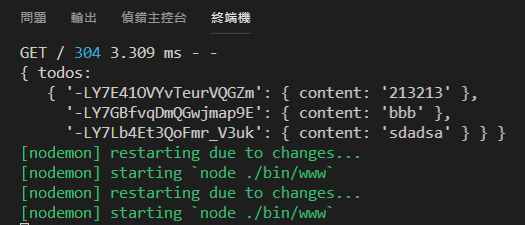 問題 輸出 偵錯主控台 終端機
GET / 304 3.309 ms - -
{ todos:
{ '-LY7E41OVYvTeurVQGZm': { content: '213213' },
'-LY7GBfvqDmQGwjmap9E': { content: 'bbb' },
'-LY7Lb4Et3QoFmr_V3uk': { content: 'sdadsa' } } }
[nodemon] restarting due to changes...
[nodemon] starting `node ./bin/www`
[nodemon] restarting due to changes...
[nodemon] starting `node ./bin/www`